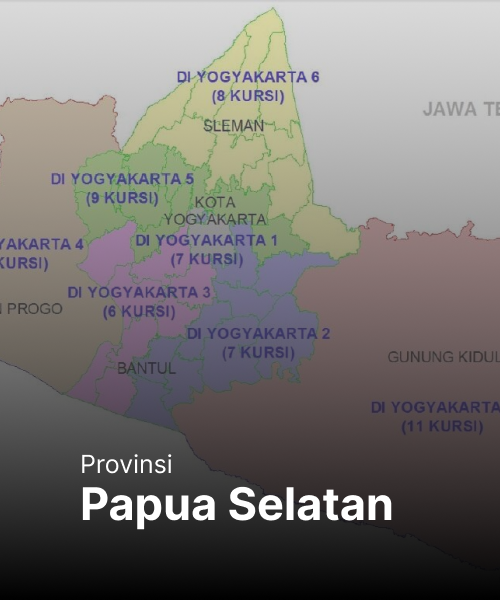 DI YOGYAKARTA 6
(8 KURSI)
JAWA TE
SLEMAN
DI YOGYAKARTA 5
(9 KURSI)
KOTA
YOGYAKARTA
YAKARTA 4
KURSI)
DI YOGYAKARTA 1
(7 KURSI)
DI YOGYAKARTA 3
(6 KURSI)
PROGO
DI YOGYAKARTA 2
(7 KURSI)
BANTUL
GUNUNG KIDUL
DI YOGYAKARTA
(11 KURSI)
Provinsi
Papua Selatan